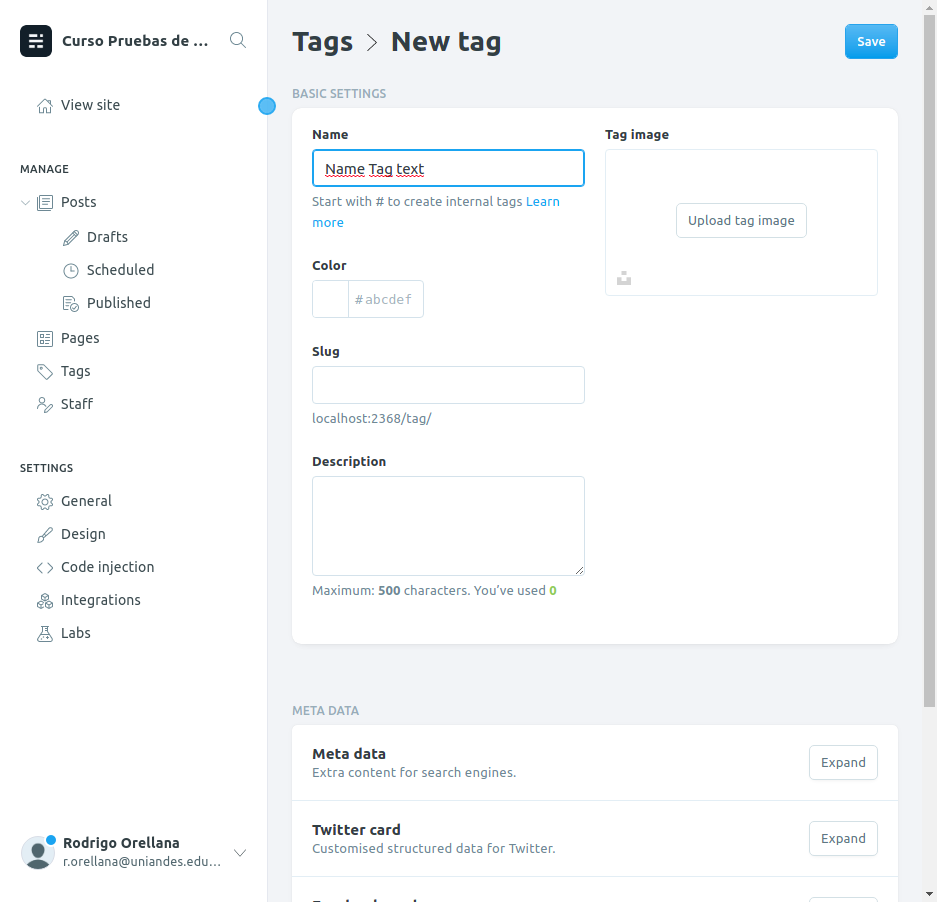 Curso Pruebas de ...
View site
MANAGE
Posts
Drafts
Scheduled
Published
Pages
Tags
Staff
SETTINGS
General
Design
Code injection
Integrations
Labs
Rodrigo Orellana
r.orellana@uniandes.edu...
Tags > New tag
Save
BASIC SETTINGS
Name
Name Tag text
Start with # to create internal tags Learn
more
Color
#abcdef
Slug
localhost:2368/tag/
Description
Maximum: 500 characters. You’ve used 0
Tag image
Upload tag image
META DATA
Meta data
Extra content for search engines.
Expand
Twitter card
Customised structured data for Twitter.
Expand